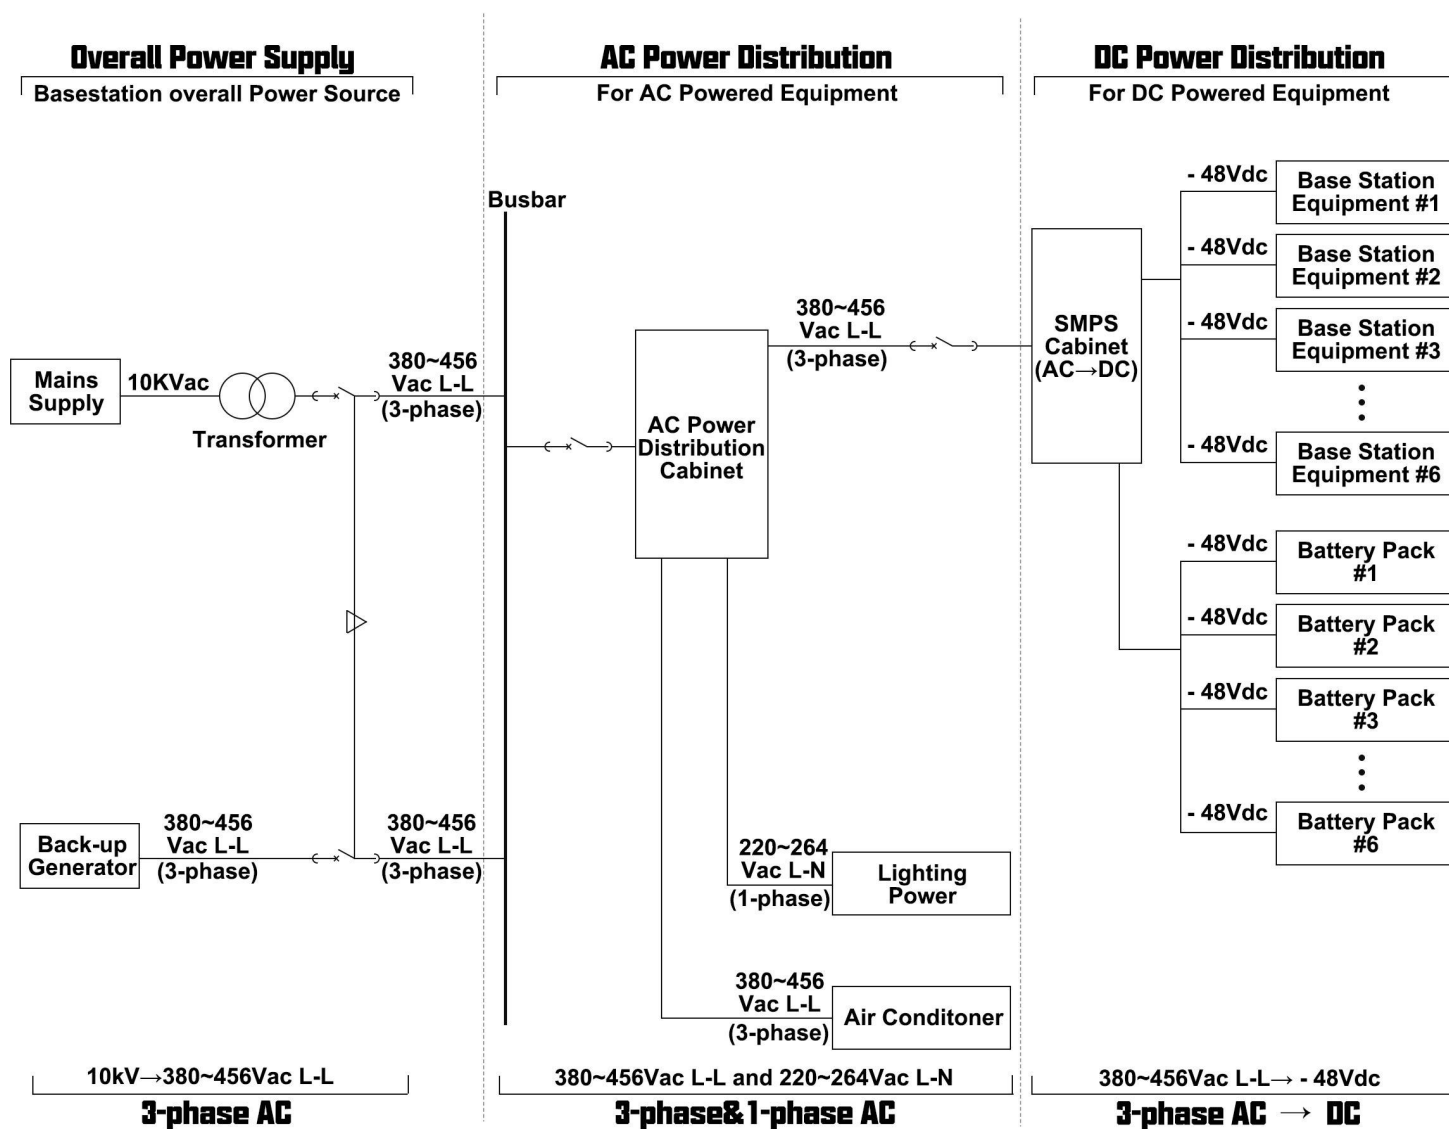 Overall Power Supply
Basestation overall Power Source
AC Power Distribution
For AC Powered Equipment
DC Power Distribution
For DC Powered Equipment
Mains
Supply
10KVac
Transformer
380~456
Vac L-L
(3-phase)
Back-up
Generator
380~456
Vac L-L
(3-phase)
380~456
Vac L-L
(3-phase)
Busbar
AC Power
Distribution
Cabinet
380~456
Vac L-L
(3-phase)
220~264
Vac L-N
(1-phase)
Lighting
Power
380~456
Vac L-L
(3-phase)
Air Conditoner
SMPS
Cabinet
(AC→DC)
- 48Vdc
Base Station
Equipment #1
- 48Vdc
Base Station
Equipment #2
- 48Vdc
Base Station
Equipment #3
- 48Vdc
Base Station
Equipment #6
- 48Vdc
Battery Pack
#1
- 48Vdc
Battery Pack
#2
- 48Vdc
Battery Pack
#3
- 48Vdc
Battery Pack
#6
10kV→380~456Vac L-L
3-phase AC
380~456Vac L-L and 220~264Vac L-N
3-phase&1-phase AC
380~456Vac L-L→ - 48Vdc
3-phase AC → DC